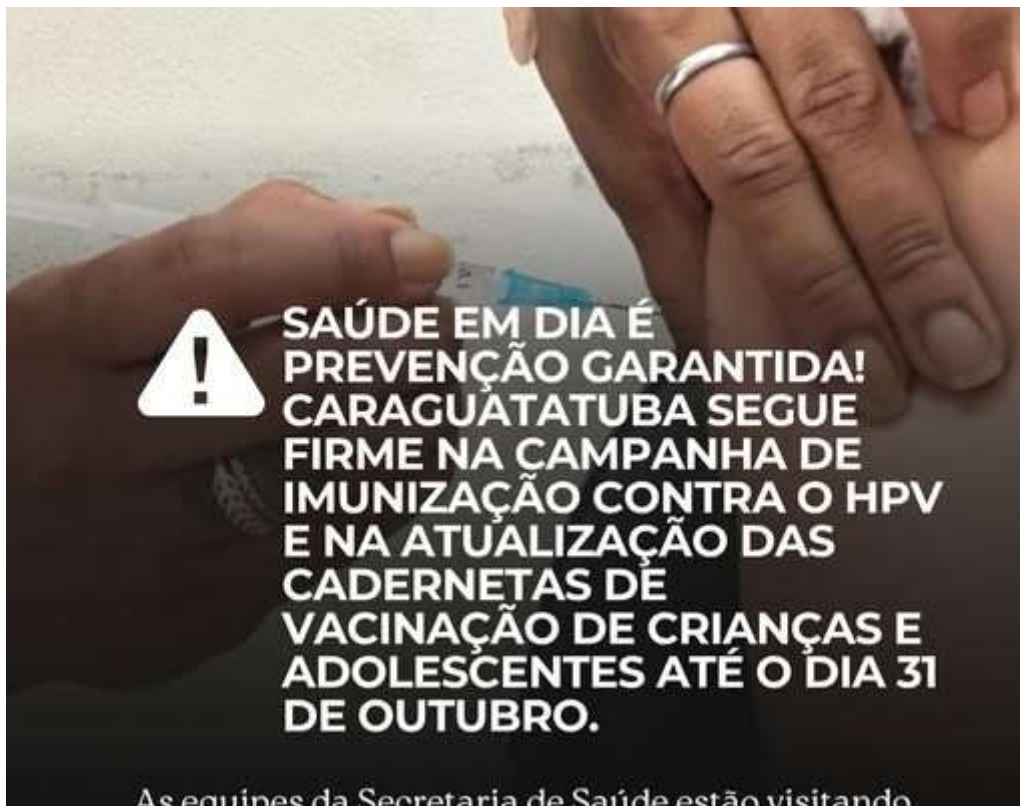 !
SAÚDE EM DIA É
PREVENÇÃO GARANTIDA!
CARAGUATATUBA SEGUE
FIRME NA CAMPANHA DE
IMUNIZAÇÃO CONTRA O HPV
E NA ATUALIZAÇÃO DAS
CADERNETAS DE
VACINAÇÃO DE CRIANÇAS E
ADOLESCENTES ATÉ O DIA 31
DE OUTUBRO.
As equipes da Secretaria de Saúde estão visitando